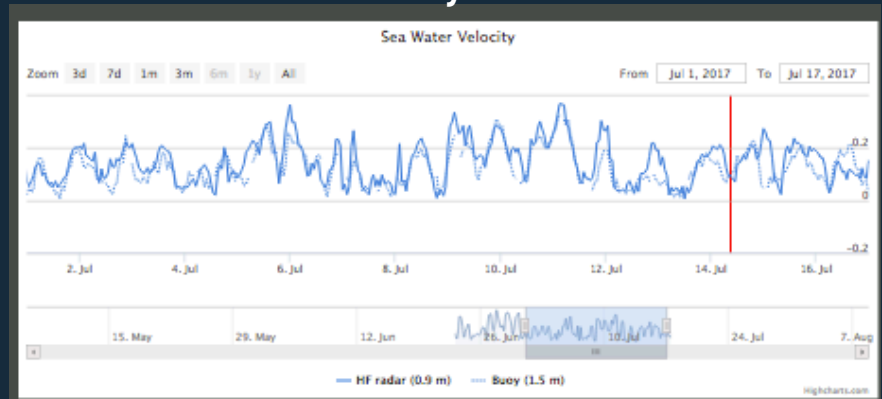 Sea Water Velocity
Zoom 3d 7d 1m 3m 6m 1y All From Jul 1, 2017 To Jul 17, 2017
0.2
0
-0.2
2. Jul 4. Jul 6. Jul 8. Jul 10. Jul 12. Jul 14. Jul 16. Jul
15. May 29. May 12. Jun 26. Jun 10. Jul 24. Jul 7. Aug
HF radar (0.9 m) Buoy (1.5 m)
Highcharts.com